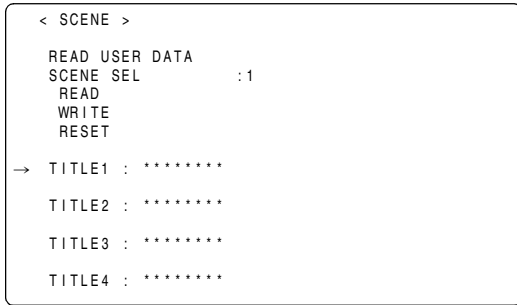 < SCENE >
READ USER DATA
SCENE SEL :1
READ
WRITE
RESET
→ TITLE1 : ********
TITLE2 : ********
TITLE3 : ********
TITLE4 : ********